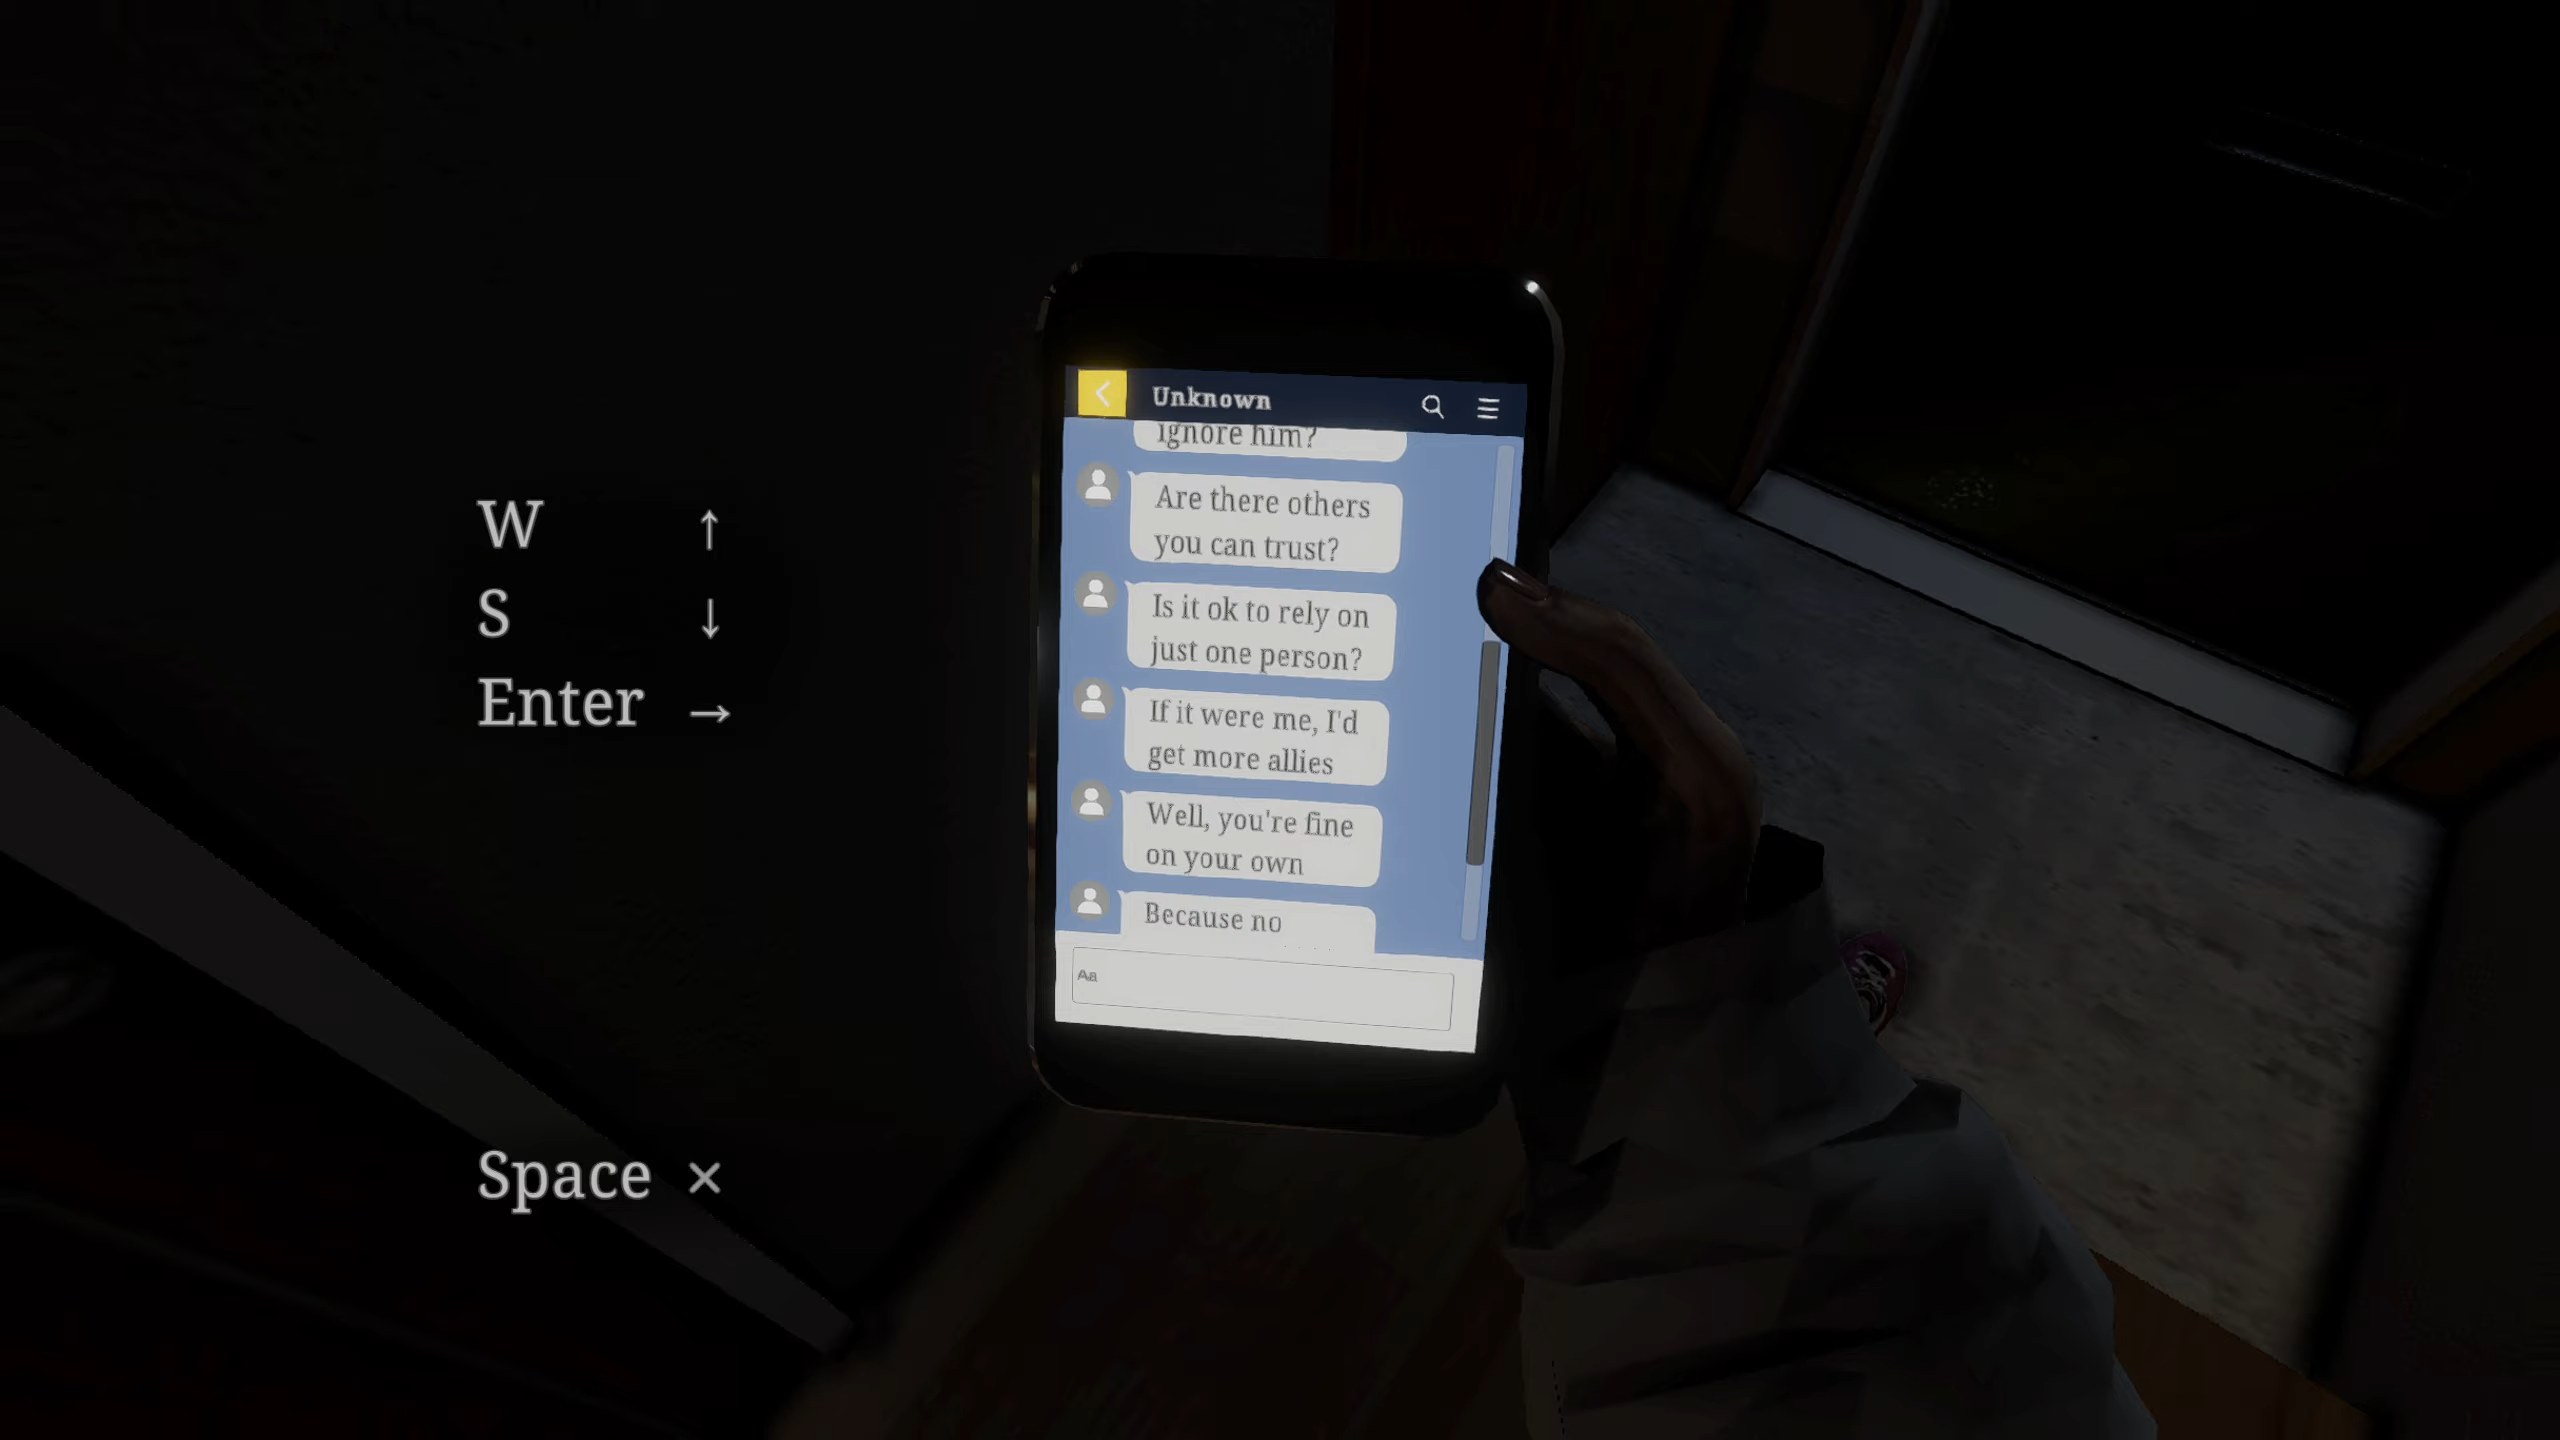 Unknown
ignore him?
Are there others
you can trust?
Is it ok to rely on
just one person?
If it were me, I'd
get more allies
Well, you're fine
on your own
Because no
Aa
W ↑
S ↓
Enter →
Space ×